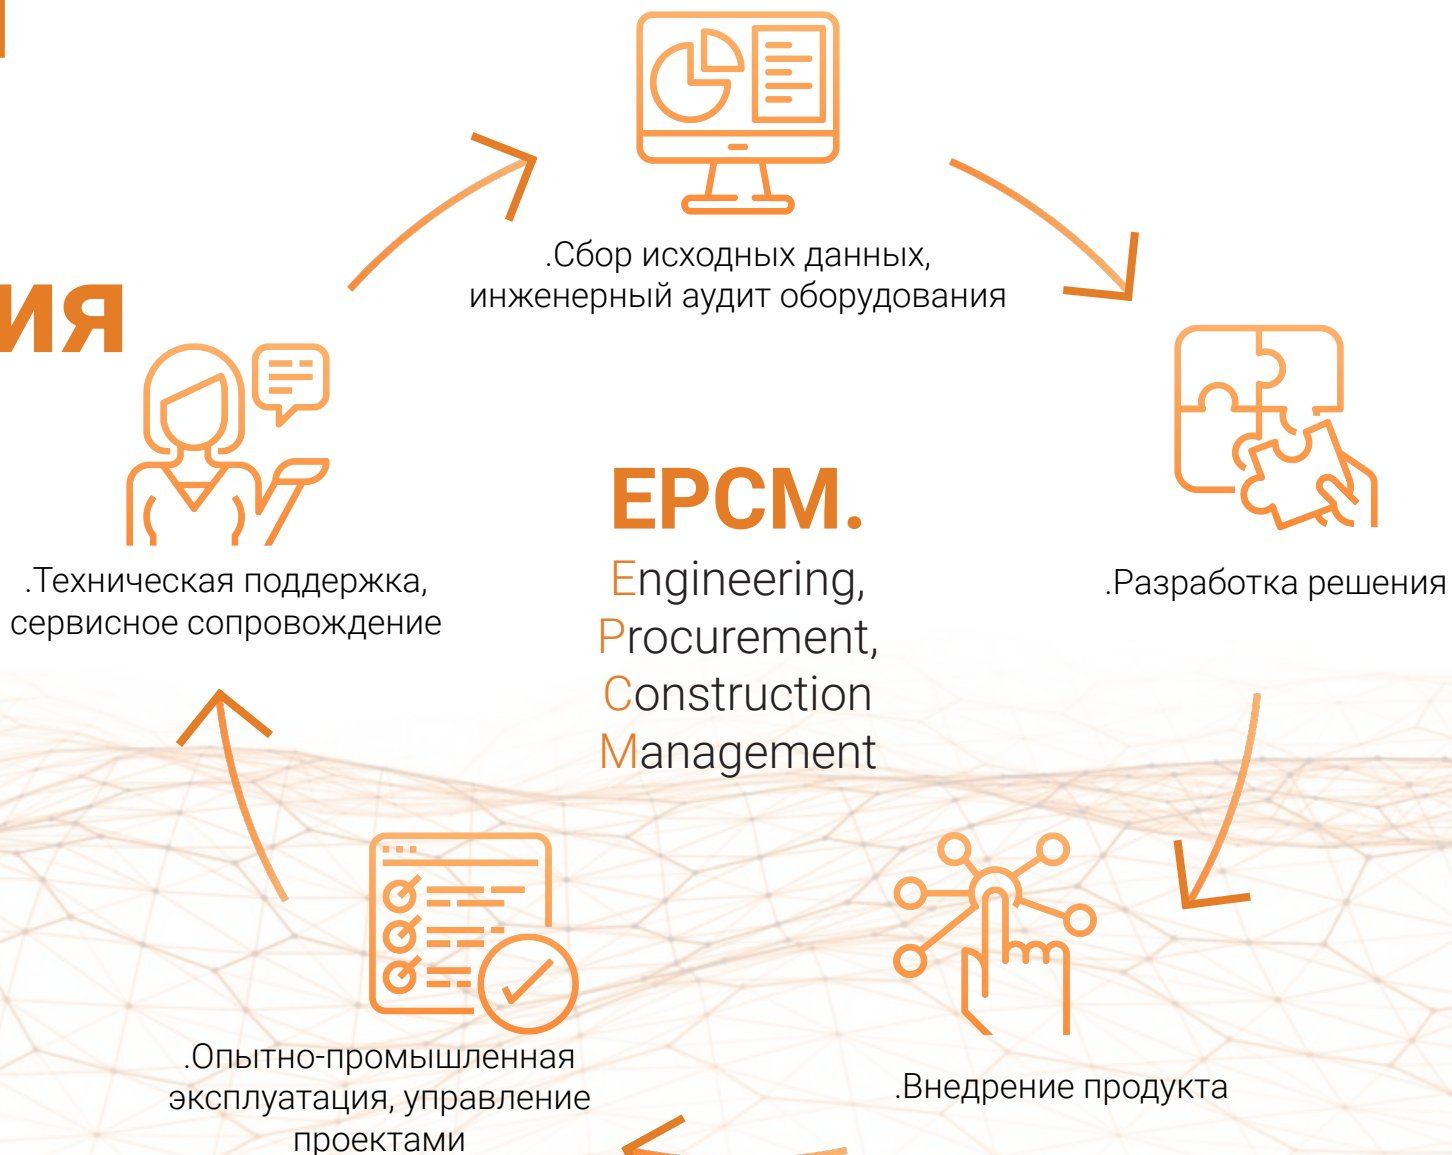 .Сбор исходных данных,
инженерный аудит оборудования
ия
.Техническая поддержка,
сервисное сопровождение
EPCM.
Engineering,
Procurement,
Construction
Management
.Разработка решения
.Опытно-промышленная
эксплуатация, управление
проектами
.Внедрение продукта